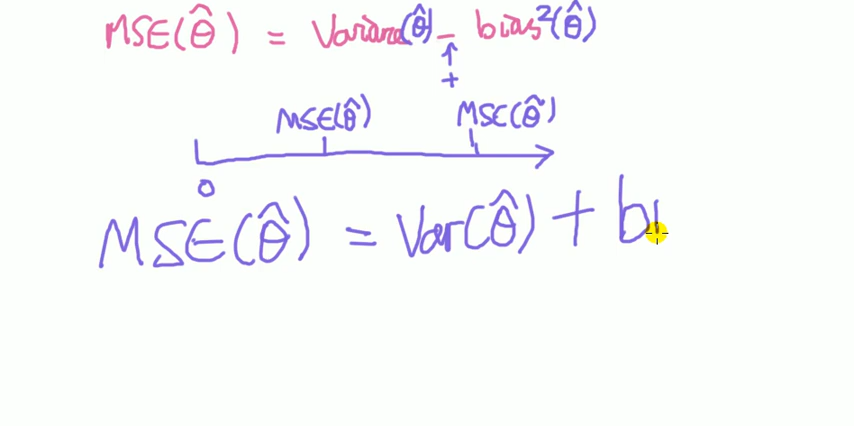 MSE(θ̂) = Variance(θ̂) − bias²(θ̂)
↑
+
MSE(θ̂) MSE(θ̂)
0
MSE(θ̂) = Var(θ̂) + bi